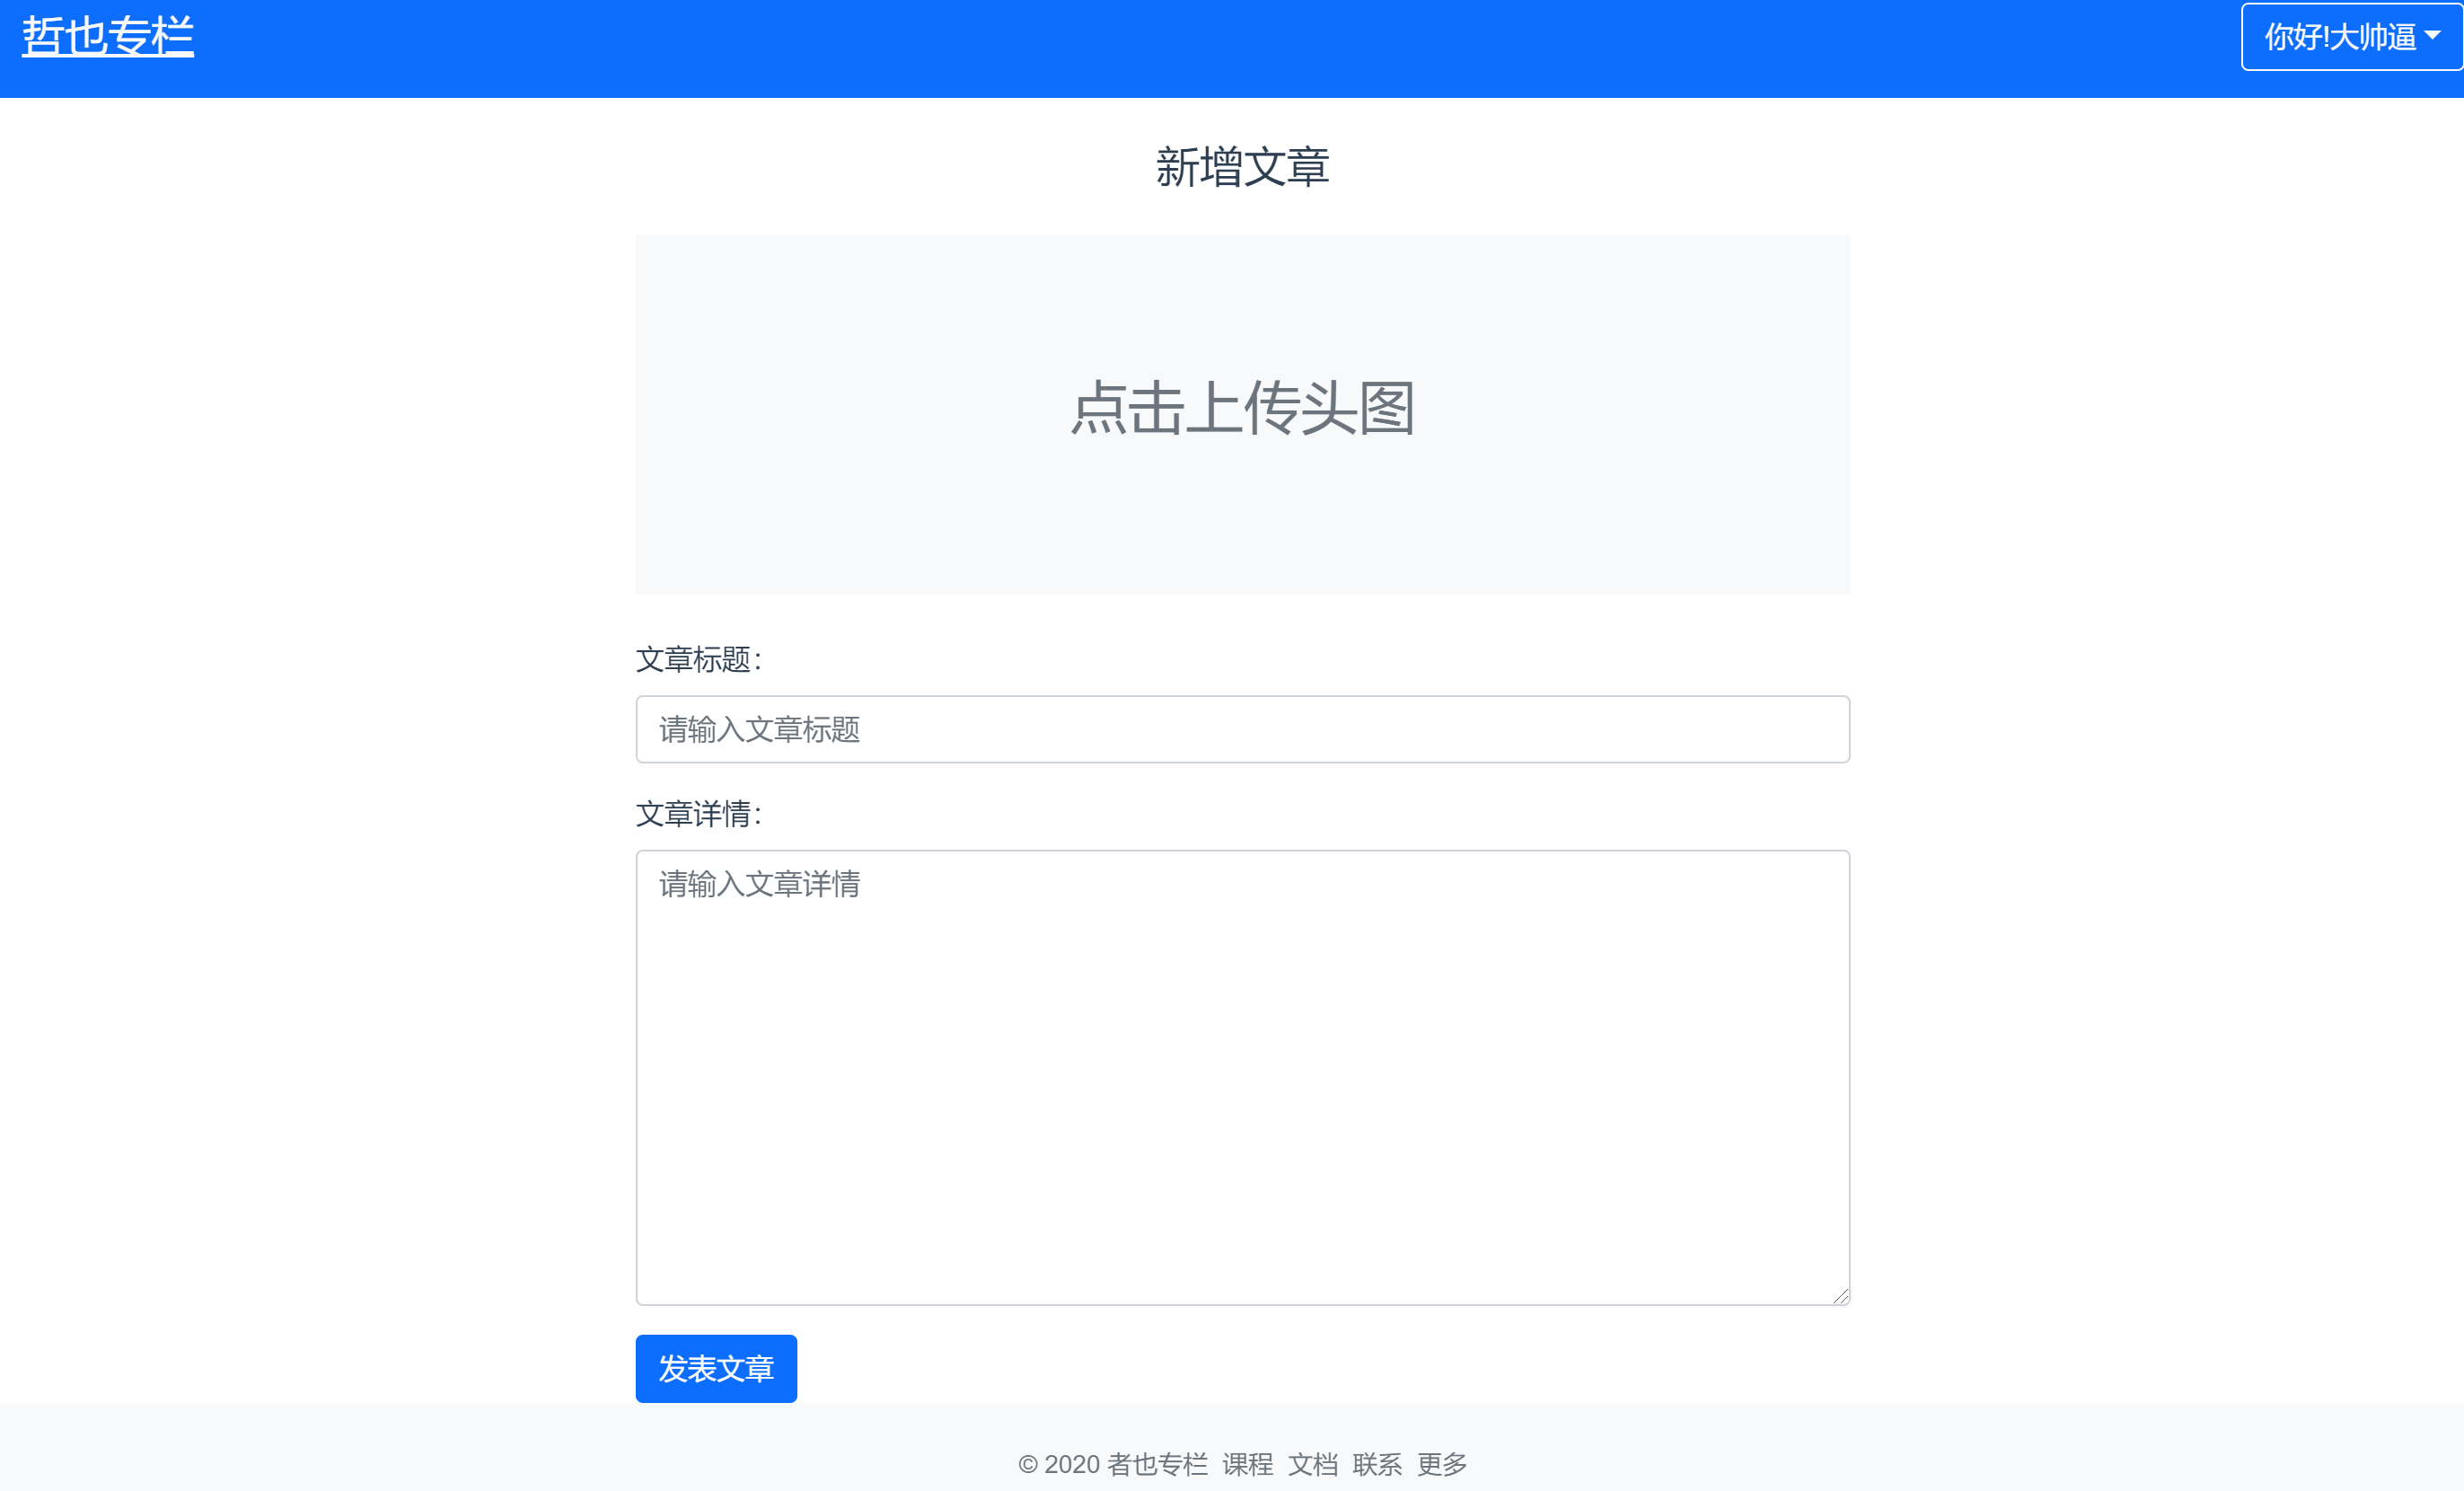 哲也专栏
你好!大帅逼
新增文章
点击上传头图
文章标题：
请输入文章标题
文章详情：
请输入文章详情
发表文章
© 2020 者也专栏 课程 文档 联系 更多